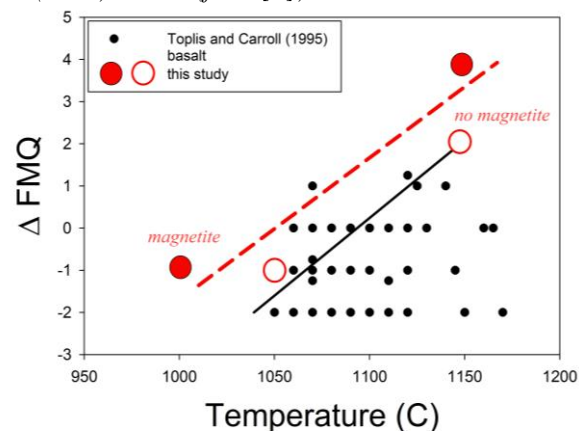 5
4
3
2
1
0
-1
-2
-3
Δ FMQ
Toplis and Carroll (1995)
basalt
this study
no magnetite
magnetite
950 1000 1050 1100 1150 1200
Temperature (C)